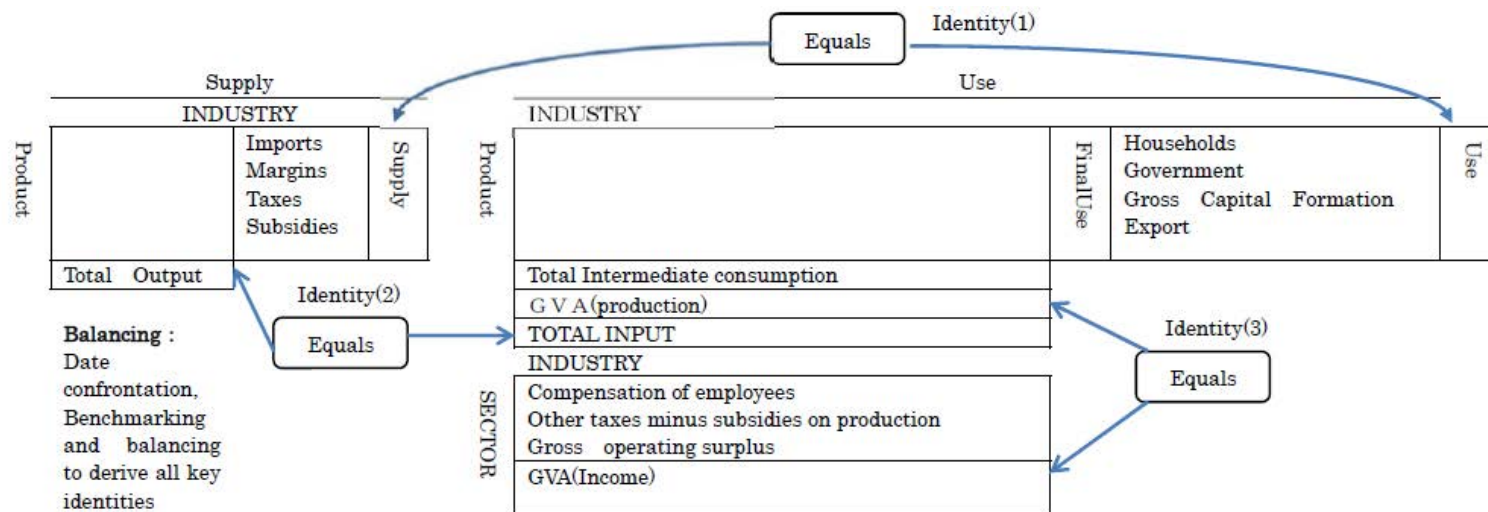 Equals
Identity(1)
Supply
Use
INDUSTRY
INDUSTRY
Product
Imports
Margins
Taxes
Subsidies
Supply
Product
FinalUse
Households
Government
Gross Capital Formation
Export
Use
Total Output
Total Intermediate consumption
Identity(2)
ＧＶＡ(production)
Identity(3)
Equals
TOTAL INPUT
Equals
Balancing :
Date
confrontation,
Benchmarking
and balancing
to derive all key
identities
INDUSTRY
SECTOR
Compensation of employees
Other taxes minus subsidies on production
Gross operating surplus
GVA(Income)